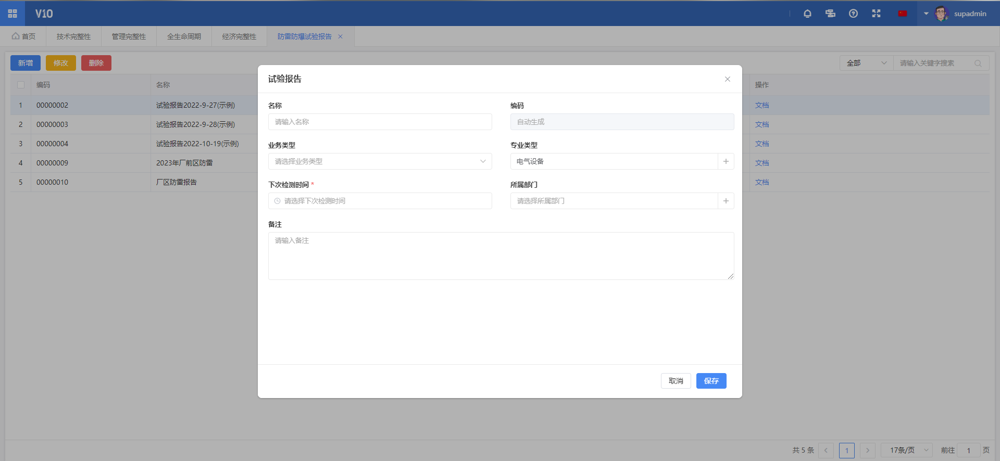 V10
supadmin
首页
技术完整性
管理完整性
全生命周期
经济完整性
防雷防爆试验报告
新增
修改
删除
全部
请输入关键字搜索
编码
名称
操作
1 00000002 试验报告2022-9-27(示例) 文档
2 00000003 试验报告2022-9-28(示例) 文档
3 00000004 试验报告2022-10-19(示例) 文档
4 00000009 2023年厂前区防雷 文档
5 00000010 厂区防雷报告 文档
试验报告
名称
编码
请输入名称
自动生成
业务类型
专业类型
请选择业务类型
电气设备
下次检测时间 *
所属部门
请选择下次检测时间
请选择所属部门
备注
请输入备注
取消
保存
共 5 条
1
17条/页
前往 1 页